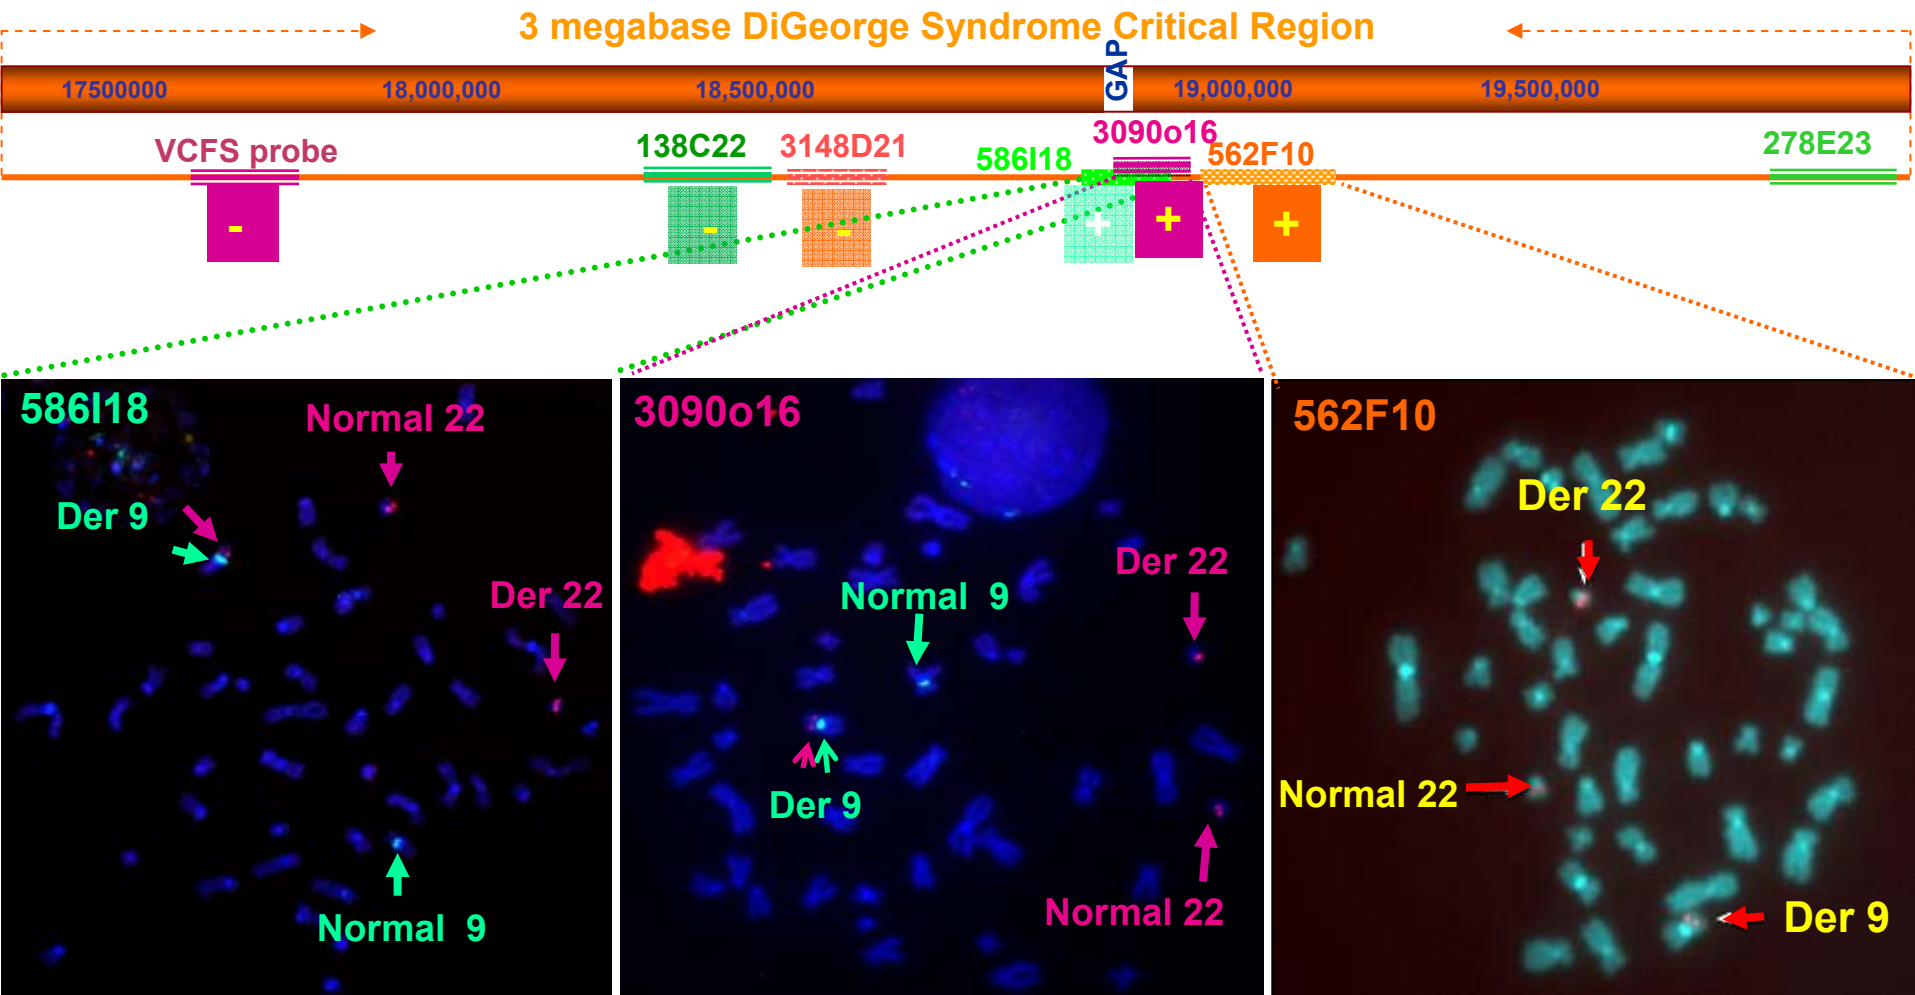 3 megabase DiGeorge Syndrome Critical Region
GAP
17500000 18,000,000 18,500,000 19,000,000 19,500,000
VCFS probe 138C22 3148D21 586I18 3090o16 562F10 278E23
- - - + + +
586I18
Normal 22
Der 9
Der 22
Normal 9
3090o16
Der 22
Normal 9
Der 9
Normal 22
562F10
Der 22
Normal 22
Der 9